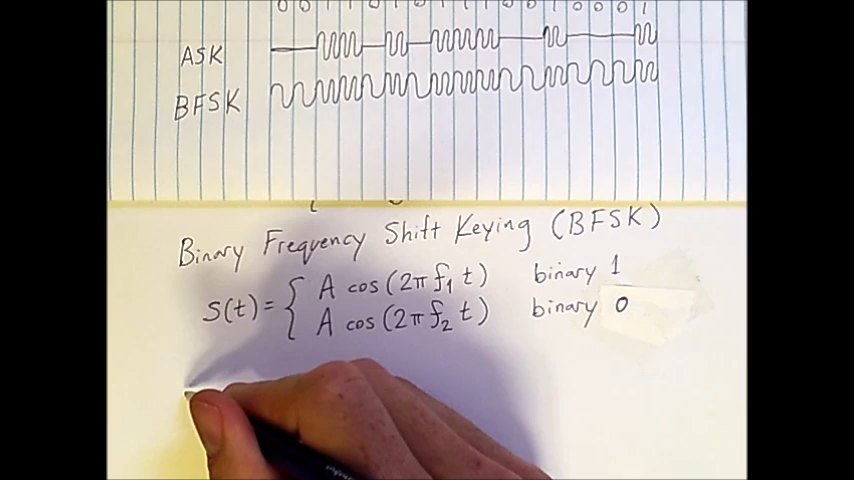 ASK
BFSK
Binary Frequency Shift Keying (BFSK)
s(t) = { A cos (2π f₁ t) binary 1
A cos (2π f₂ t) binary 0